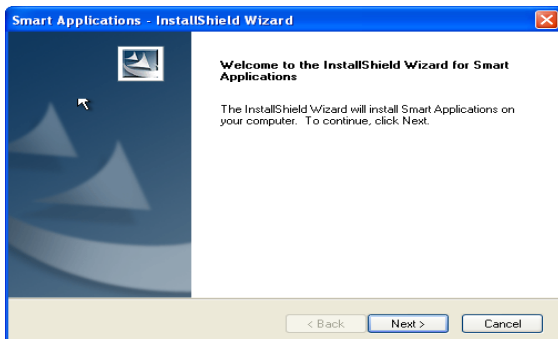 Smart Applications - InstallShield Wizard
Welcome to the InstallShield Wizard for Smart
Applications
The InstallShield Wizard will install Smart Applications on
your computer. To continue, click Next.
< Back Next > Cancel